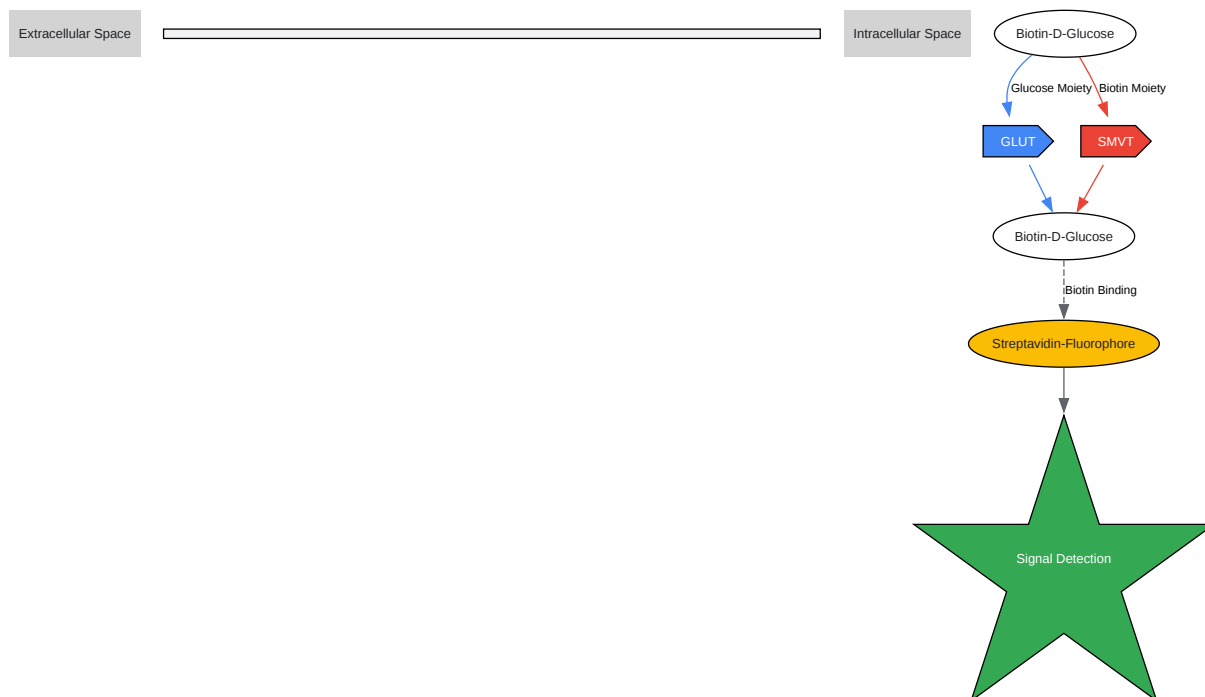 Extracellular Space
Intracellular Space
Biotin-D-Glucose
Glucose Moiety
Biotin Moiety
GLUT
SMVT
Biotin-D-Glucose
Biotin Binding
Streptavidin-Fluorophore
Signal Detection